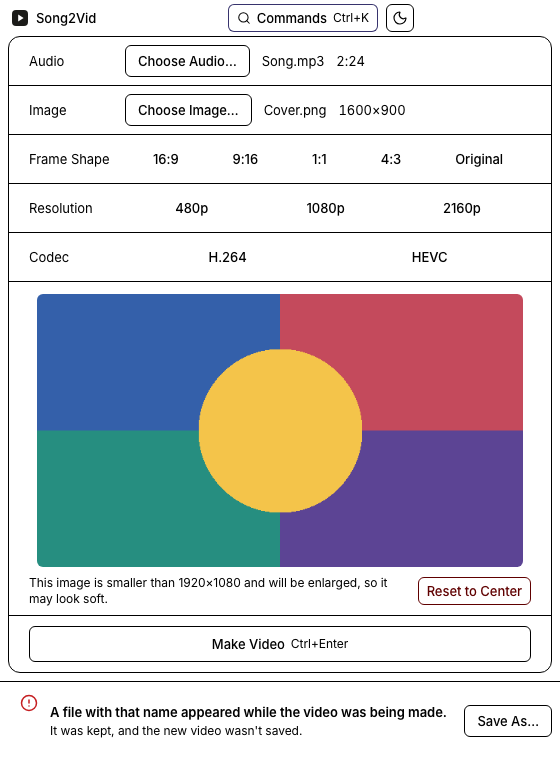 Song2Vid
Commands Ctrl+K
Audio Choose Audio... Song.mp3 2:24
Image Choose Image... Cover.png 1600×900
Frame Shape 16:9 9:16 1:1 4:3 Original
Resolution 480p 1080p 2160p
Codec H.264 HEVC
This image is smaller than 1920×1080 and will be enlarged, so it
may look soft.
Reset to Center
Make Video Ctrl+Enter
A file with that name appeared while the video was being made.
It was kept, and the new video wasn't saved.
Save As...